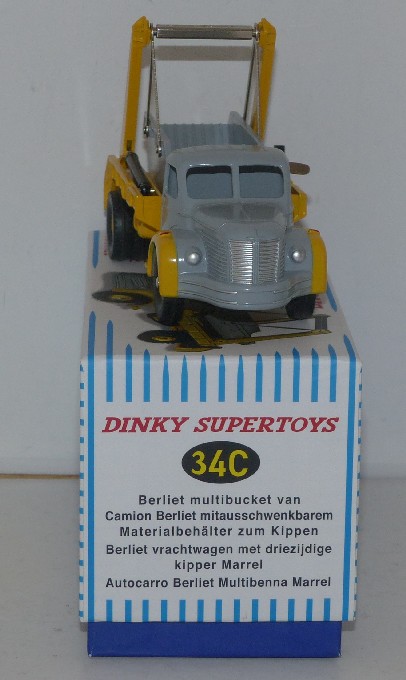 DINKY SUPERTOYS
34C
Berliet multibucket van
Camion Berliet mitausschwenkbarem
Materialbehälter zum Kippen
Berliet vrachtwagen met driezijdige
kipper Marrel
Autocarro Berliet Multibenna Marrel